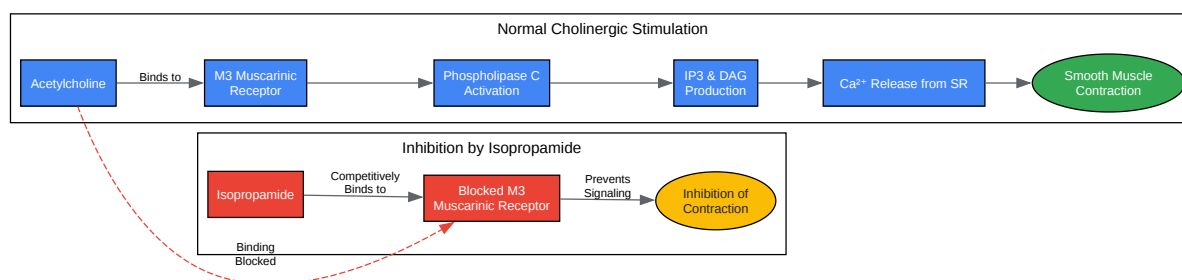 Normal Cholinergic Stimulation
Acetylcholine
Binds to
M3 Muscarinic
Receptor
Phospholipase C
Activation
IP3 & DAG
Production
Ca²⁺ Release from SR
Smooth Muscle
Contraction
Inhibition by Isopropamide
Isopropamide
Competitively
Binds to
Blocked M3
Muscarinic Receptor
Prevents
Signaling
Inhibition of
Contraction
Binding
Blocked